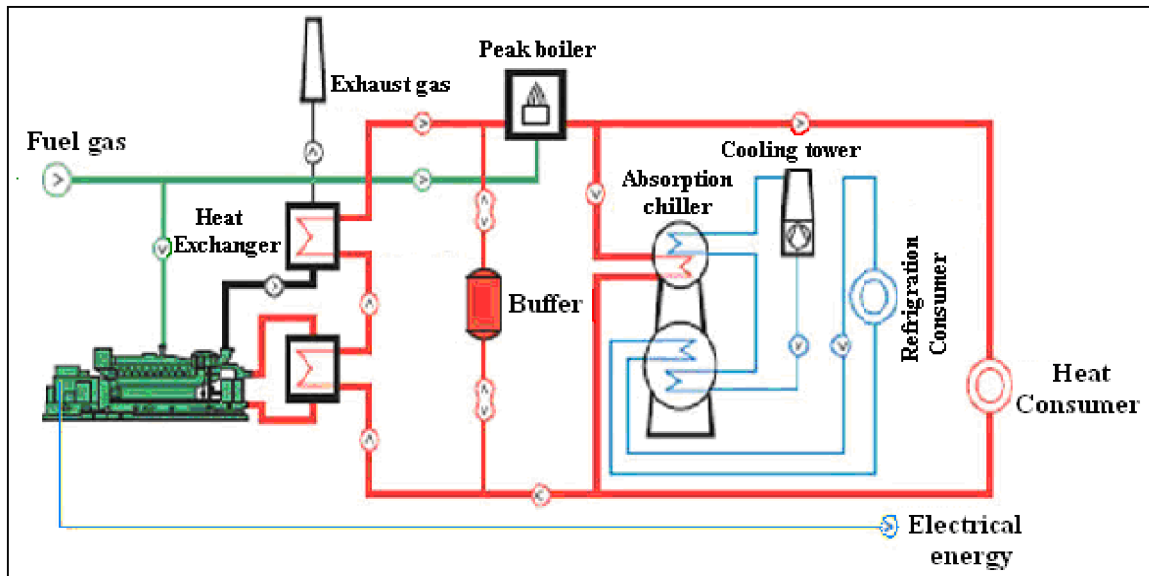 Peak boiler
Exhaust gas
Fuel gas
Cooling tower
Absorption
chiller
Heat
Exchanger
Buffer
Refrigration
Consumer
Heat
Consumer
Electrical
energy